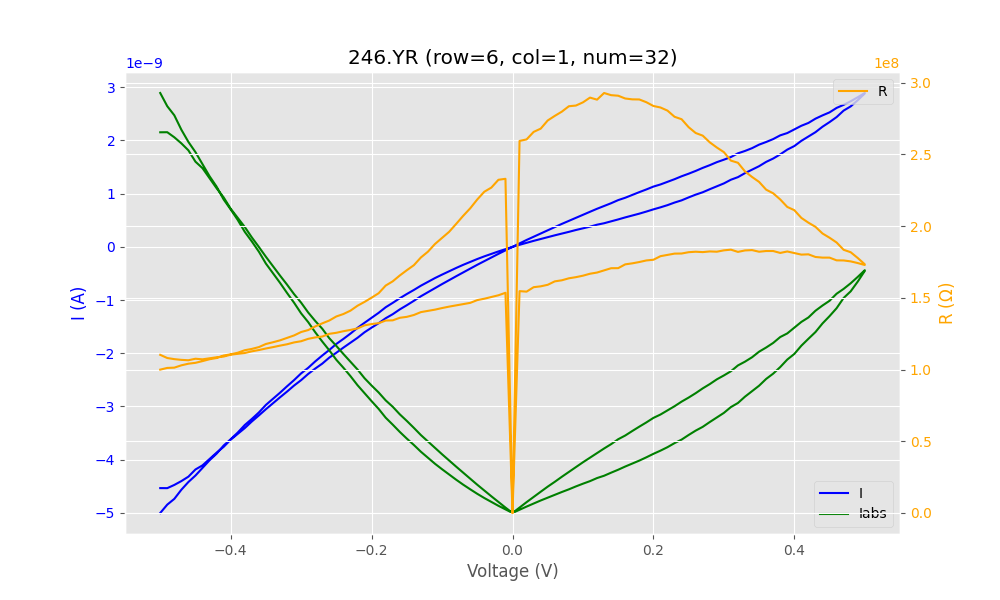 246.YR (row=6, col=1, num=32)
1e−9
1e8
R
3
2
1
0
−1
−2
−3
−4
−5
I (A)
3.0
2.5
2.0
1.5
1.0
0.5
0.0
R (Ω)
I
Iabs
−0.4
−0.2
0.0
0.2
0.4
Voltage (V)